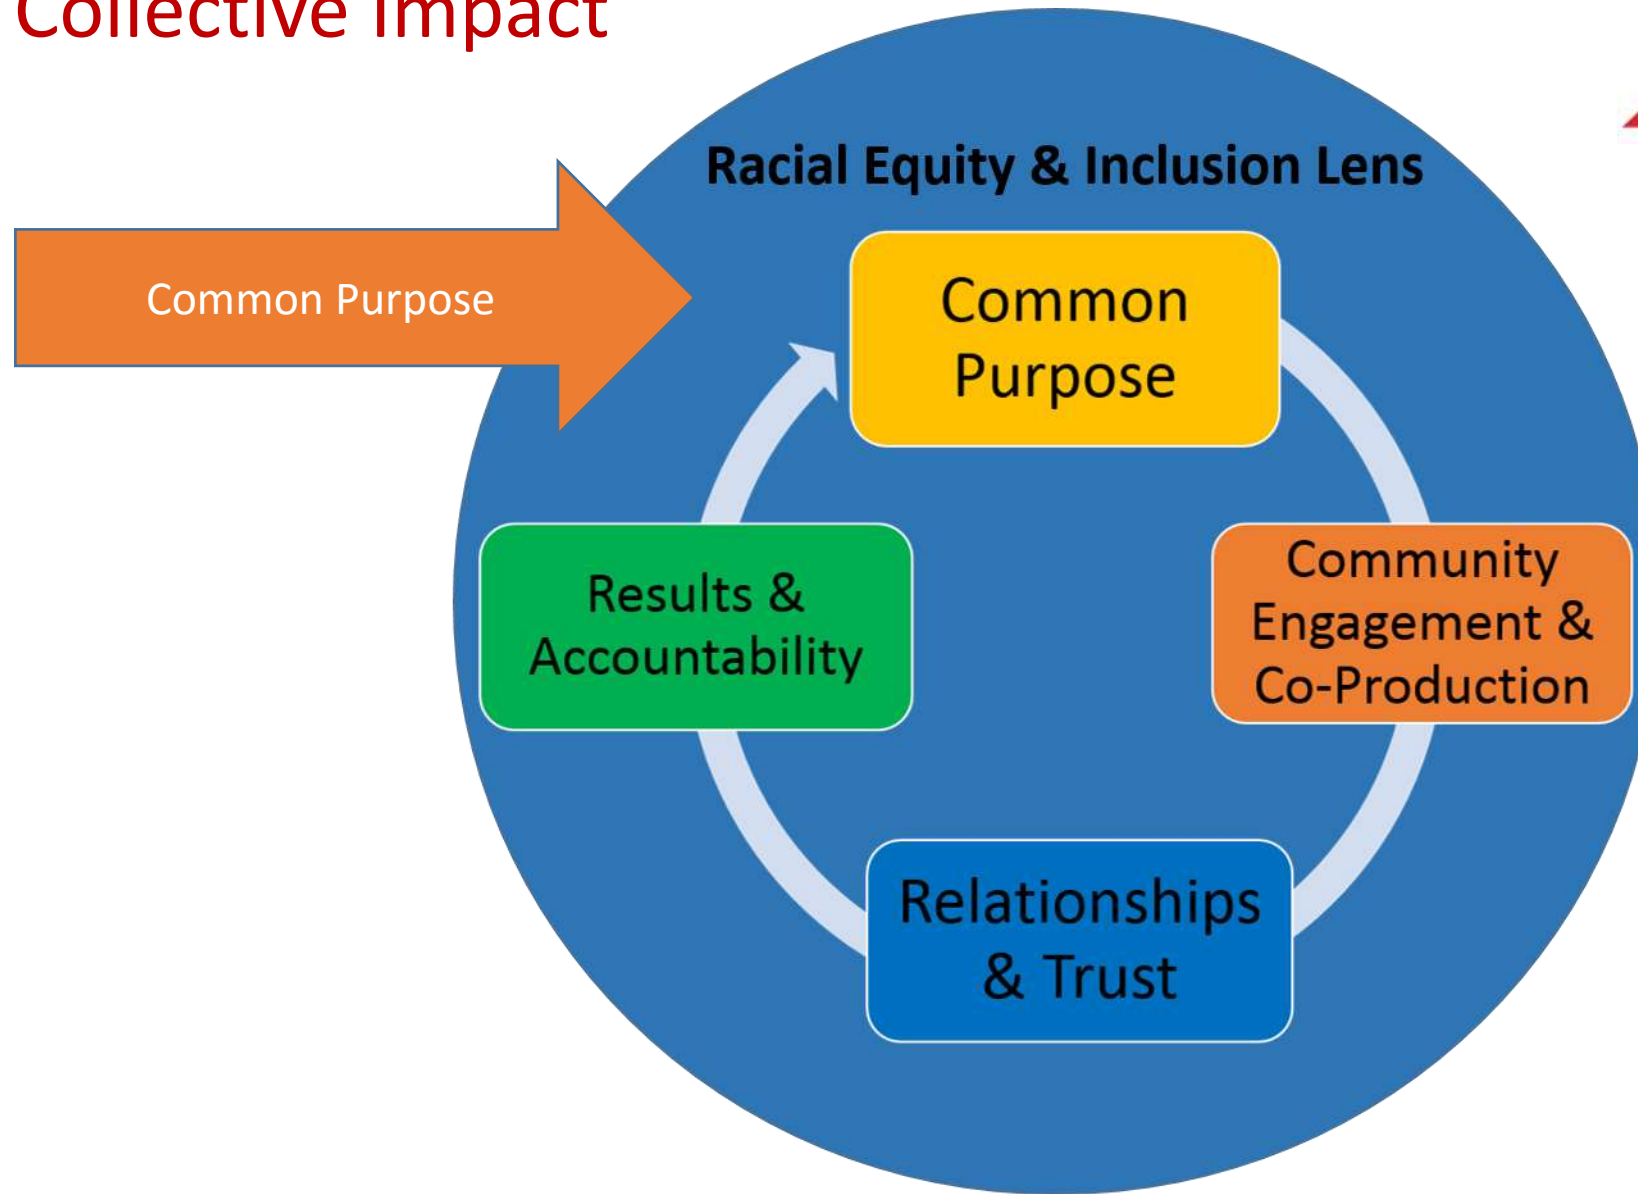 Collective Impact
Racial Equity & Inclusion Lens
Common Purpose
Common
Purpose
Community
Engagement &
Co-Production
Relationships
& Trust
Results &
Accountability